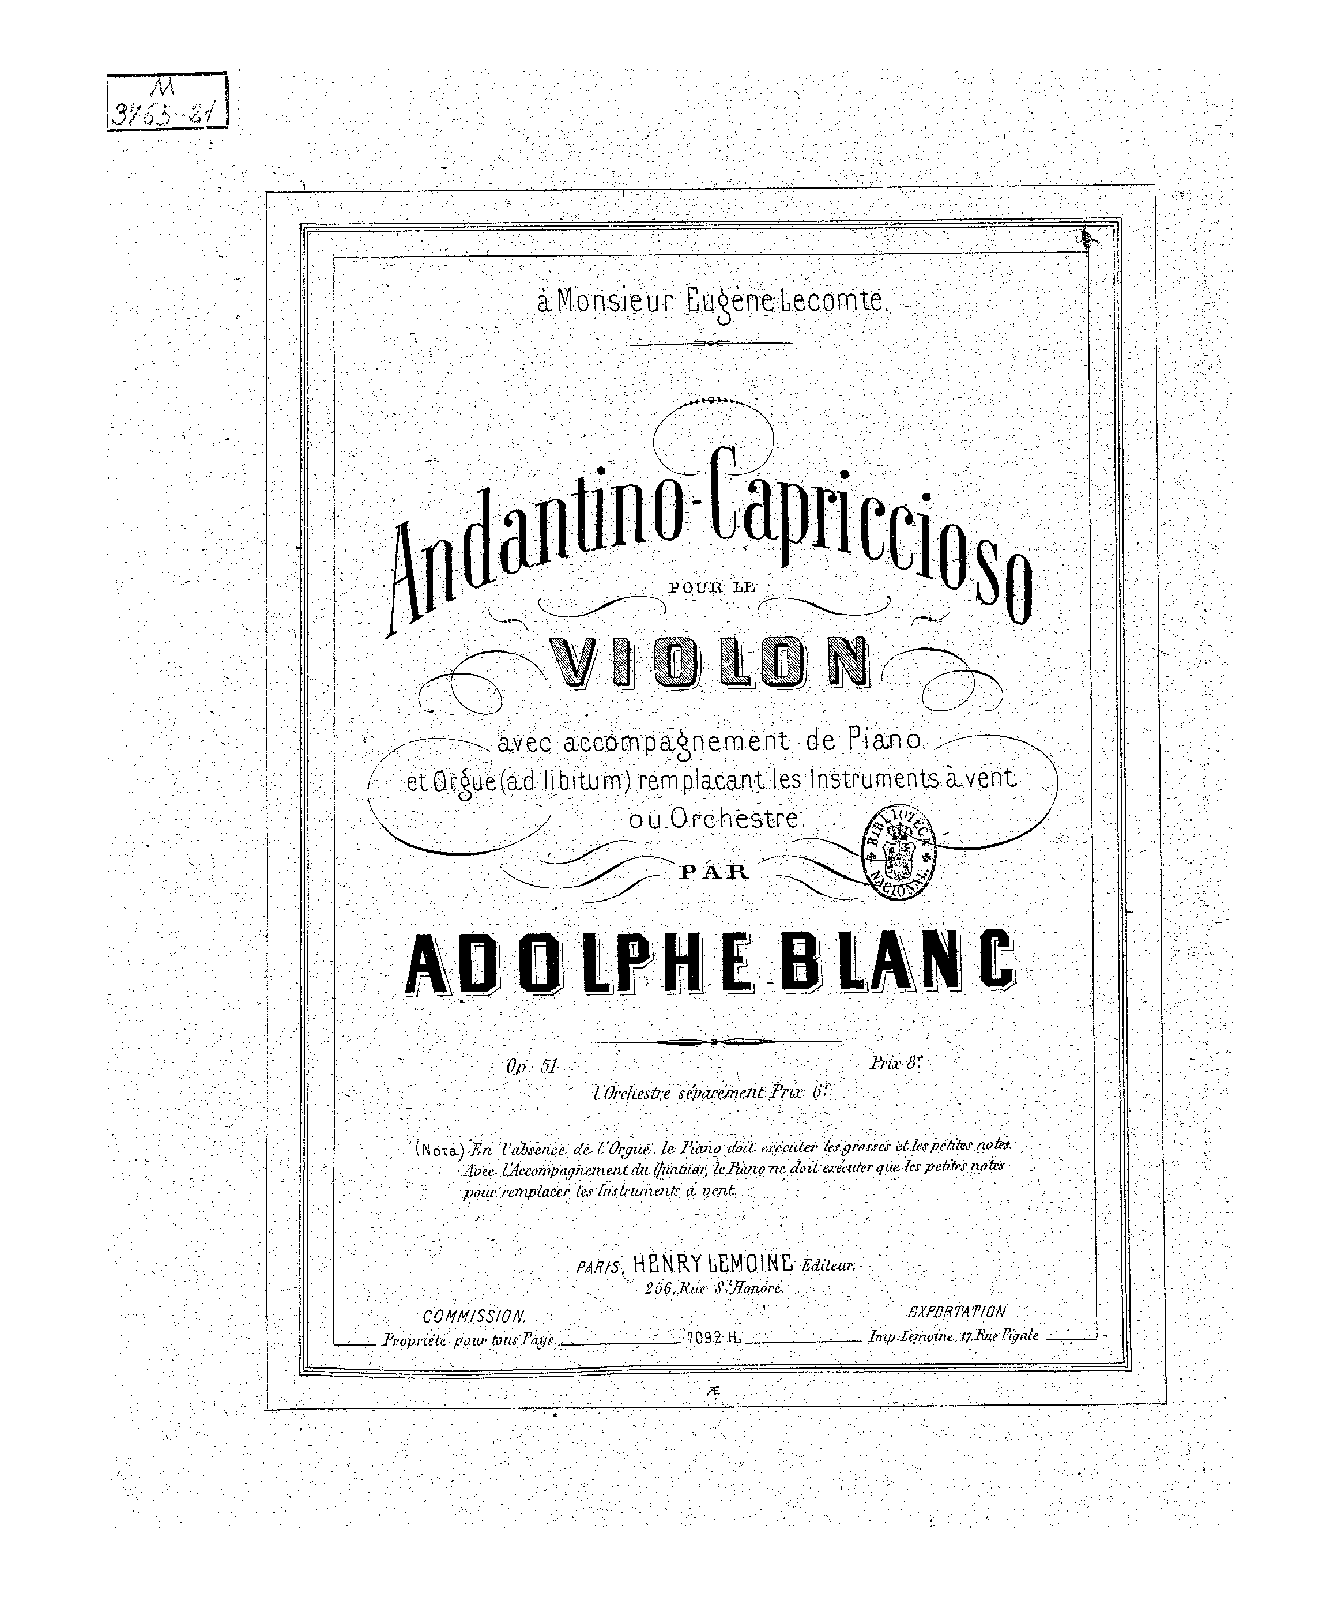 M
3763-21
à Monsieur Eugène Lecomte.
Andantino-Capriccioso
POUR LE
VIOLON
avec accompagnement de Piano
et Orgue (ad libitum) remplacant les Instruments à vent
ou Orchestre.
BIBLIOTECA NACIONAL
PAR
ADOLPHE BLANC
Op. 51 Prix 8f
l'Orchestre séparément Prix 6f
(Nota) En l'absence de l'Orgue, le Piano doit exécuter les grosses et les petites notes.
Avec l'Accompagnement du Quatuor, le Piano ne doit exécuter que les petites notes
pour remplacer les Instruments à vent.
PARIS, HENRY LEMOINE Editeur.
256, Rue St Honoré.
COMMISSION. EXPORTATION
Propriété pour tous Pays 7092.H. Imp. Lemoine, 17, Rue Pigale
Æ